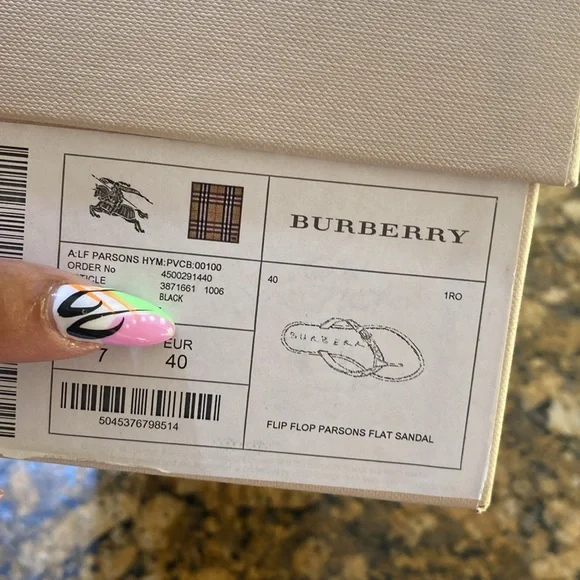 BURBERRY
A:LF PARSONS HYM:PVCB:00100
ORDER No 4500291440
3871661 1006
BLACK
EUR
7 40
5045376798514
40
1RO
BURBERR
FLIP FLOP PARSONS FLAT SANDAL